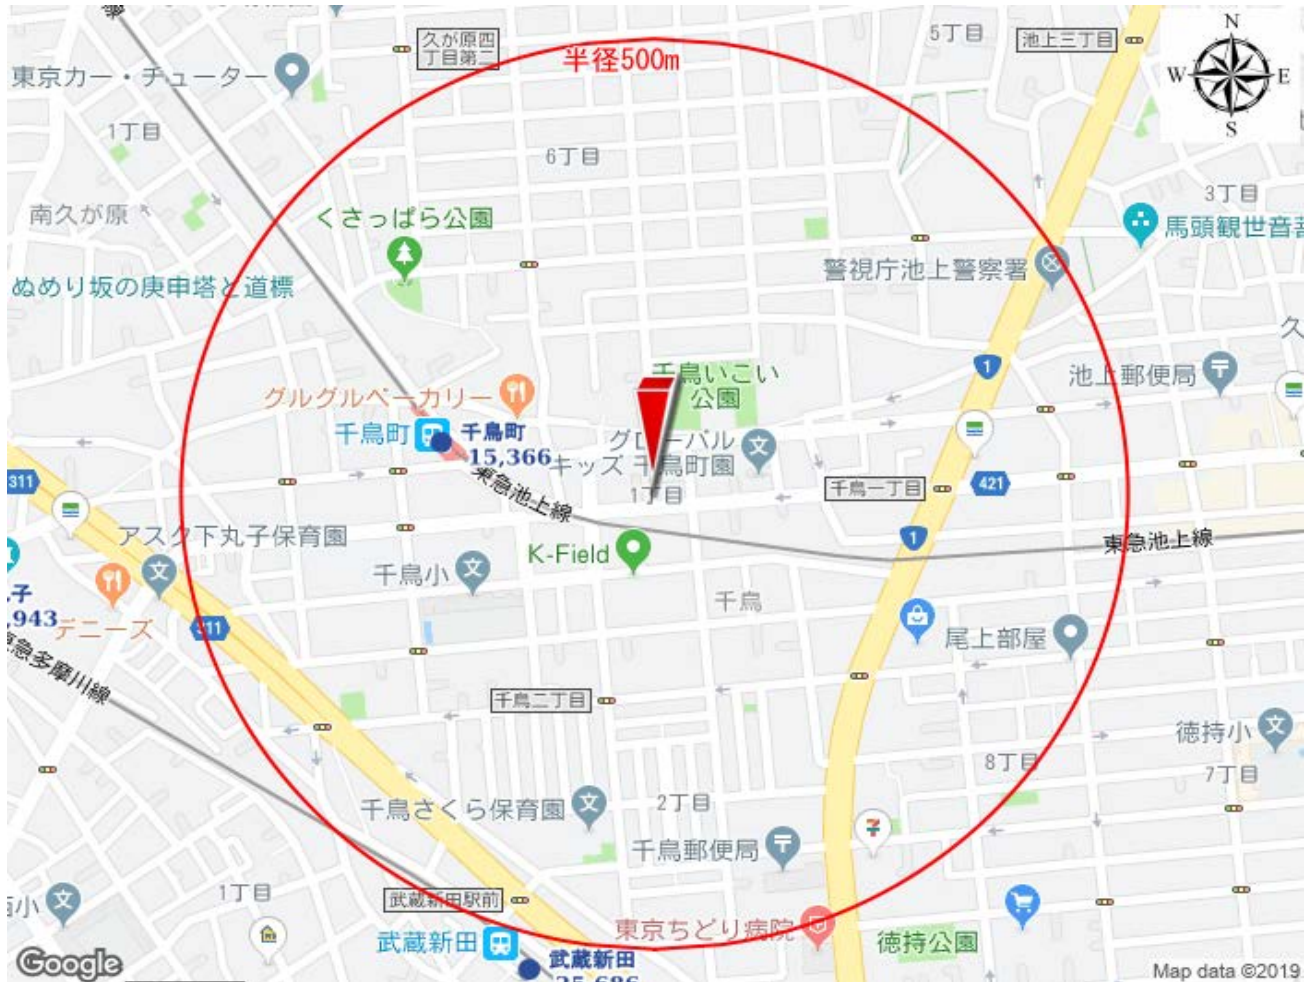 久が原四
丁目第二
5丁目
池上三丁目
N
W
E
S
半径500m
東京カー・チューター
1丁目
6丁目
3丁目
南久が原
くさっぱら公園
馬頭観世音菩
警視庁池上警察署
ぬめり坂の庚申塔と道標
久
千鳥いこい
公園
1
池上郵便局
グルグルベーカリー
千鳥町
千鳥町
15,366
グローバル
キッズ 千鳥町園
東急池上線
1丁目
千鳥一丁目
421
311
アスク下丸子保育園
K-Field
1
東急池上線
千鳥小
子
,943
デニーズ
311
千鳥
尾上部屋
東急多摩川線
千鳥二丁目
徳持小
8丁目
7丁目
千鳥さくら保育園
2丁目
千鳥郵便局
1丁目
武蔵新田駅前
小
東京ちどり病院
徳持公園
武蔵新田
武蔵新田
25,686
Google
Map data ©2019